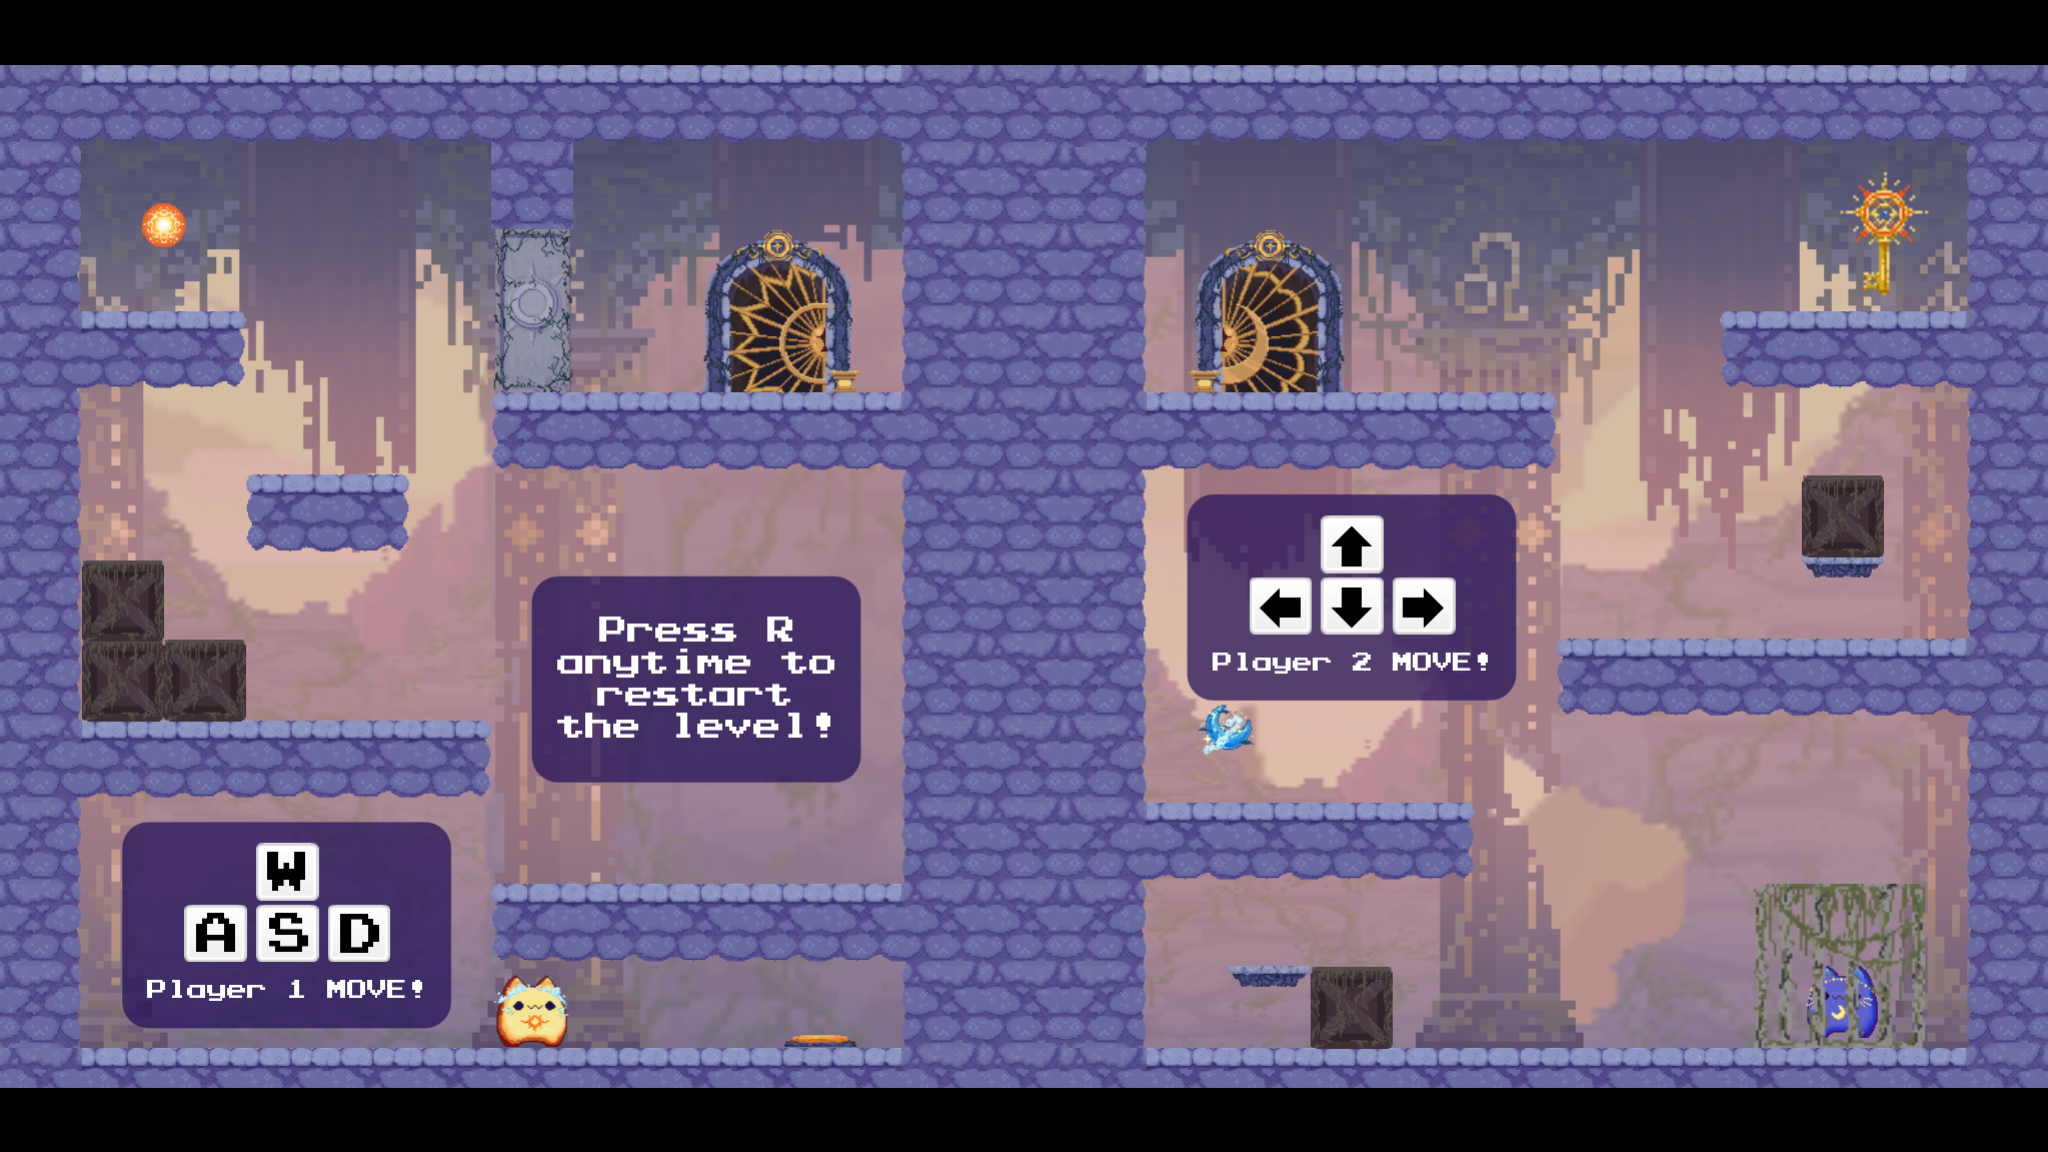 Press R
anytime to
restart
the level!
Player 2 MOVE!
W
A S D
Player 1 MOVE!